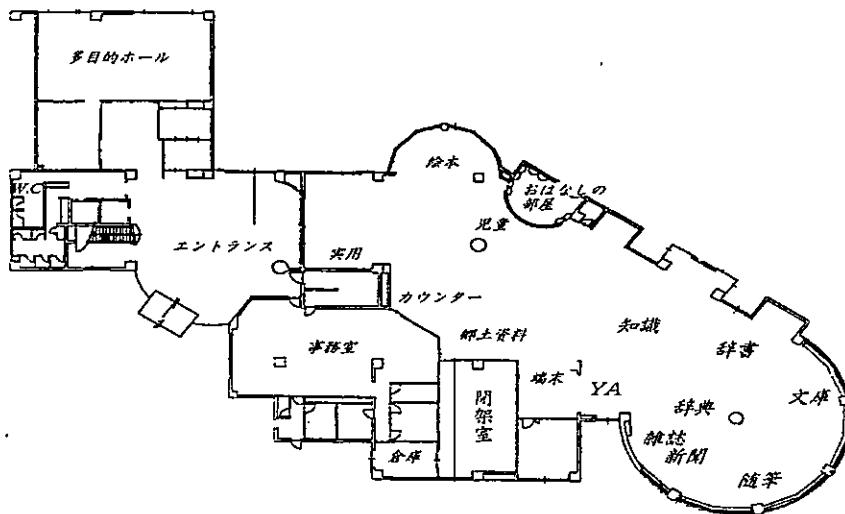 多目的ホール
W.C
エントランス
絵本
おはなしの
部屋
児童
実用
カウンター
事務室
郷土資料
知識
辞書
端末
YA
閉架室
辞典
文庫
雑誌
新聞
随筆
倉庫